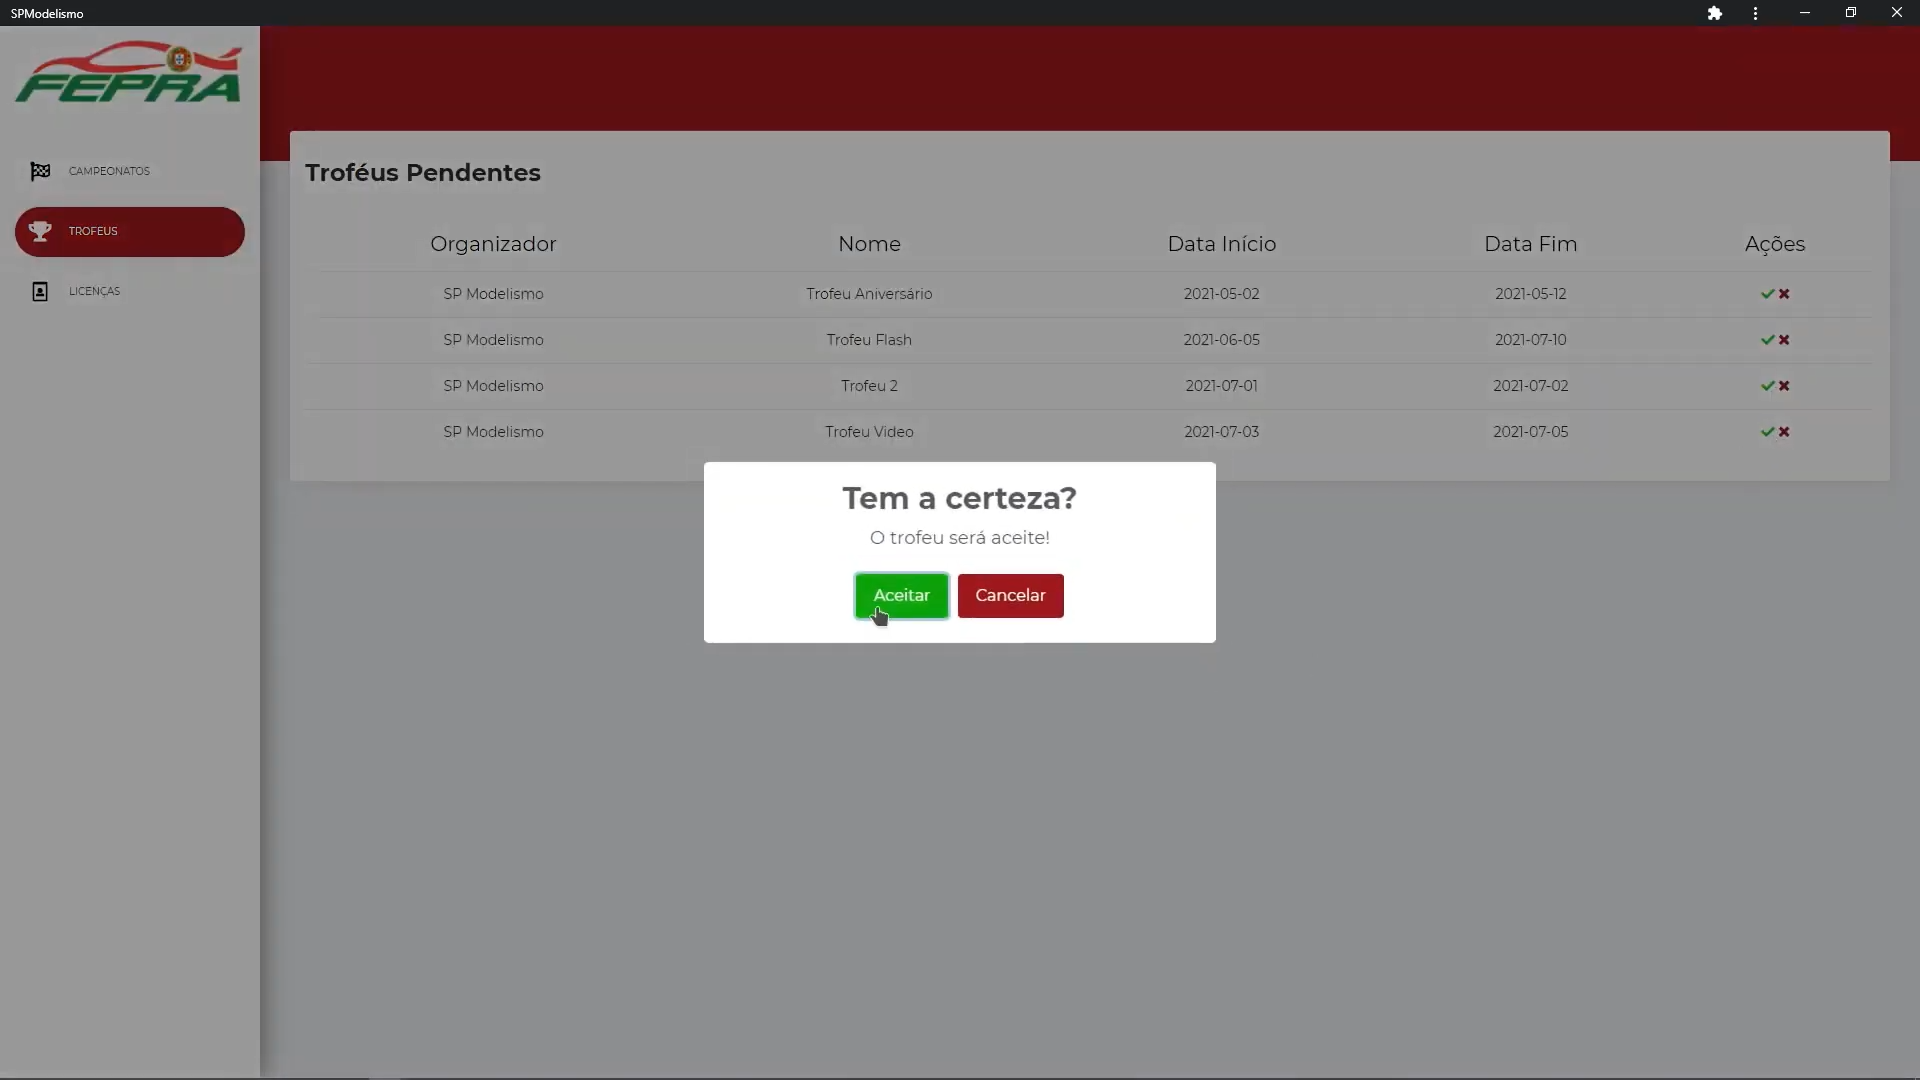 SPModelismo
FEPRA
CAMPEONATOS
TROFEUS
LICENÇAS
Troféus Pendentes
Organizador Nome Data Início Data Fim Ações
SP Modelismo Trofeu Aniversário 2021-05-02 2021-05-12
SP Modelismo Trofeu Flash 2021-06-05 2021-07-10
SP Modelismo Trofeu 2 2021-07-01 2021-07-02
SP Modelismo Trofeu Video 2021-07-03 2021-07-05
Tem a certeza?
O trofeu será aceite!
Aceitar Cancelar